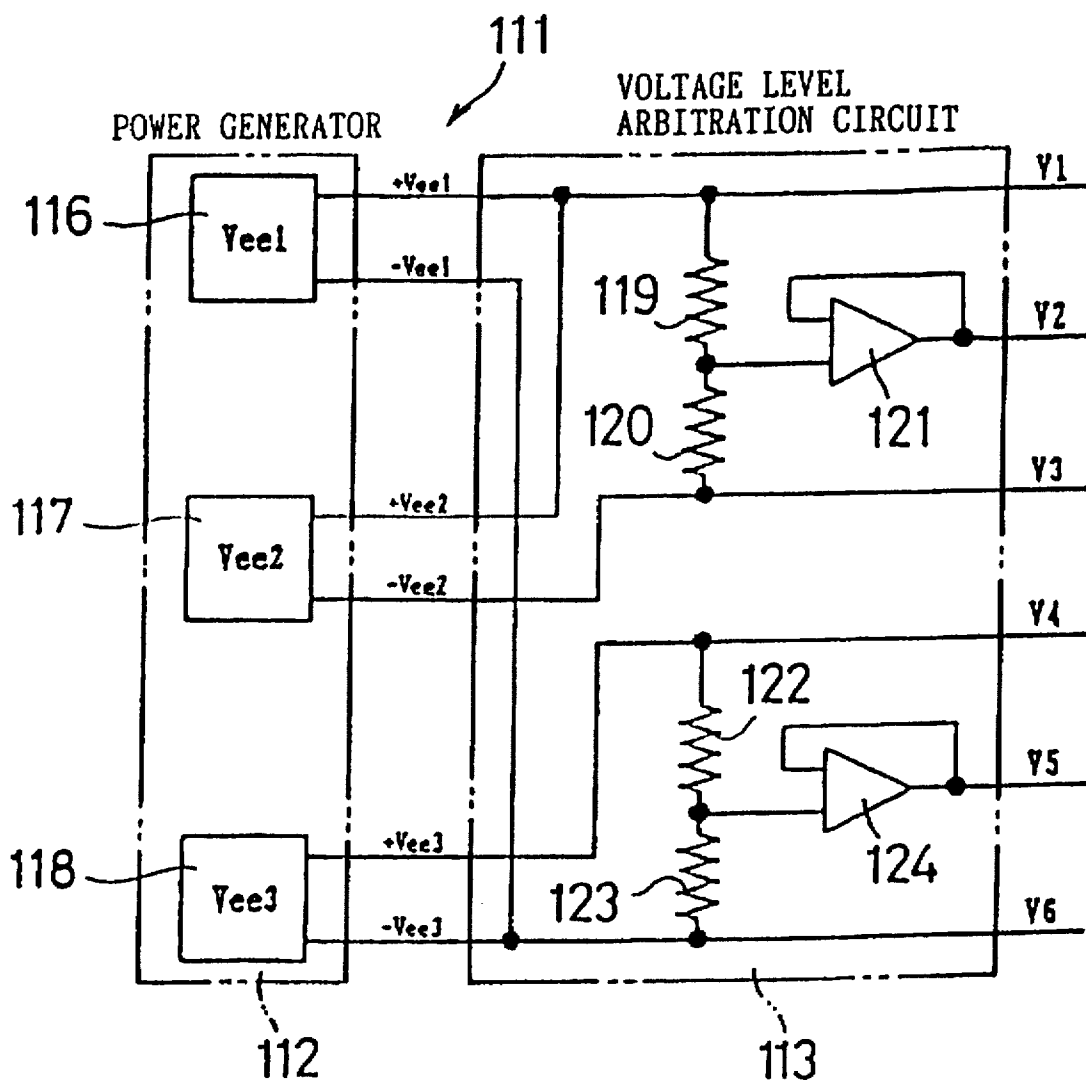 111
VOLTAGE LEVEL
ARBITRATION CIRCUIT
POWER GENERATOR
116
Vee1
+Vee1
-Vee1
V1
119
V2
120
121
117
Vee2
+Vee2
-Vee2
V3
V4
122
V5
118
Vee3
+Vee3
-Vee3
123
124
V6
112
113